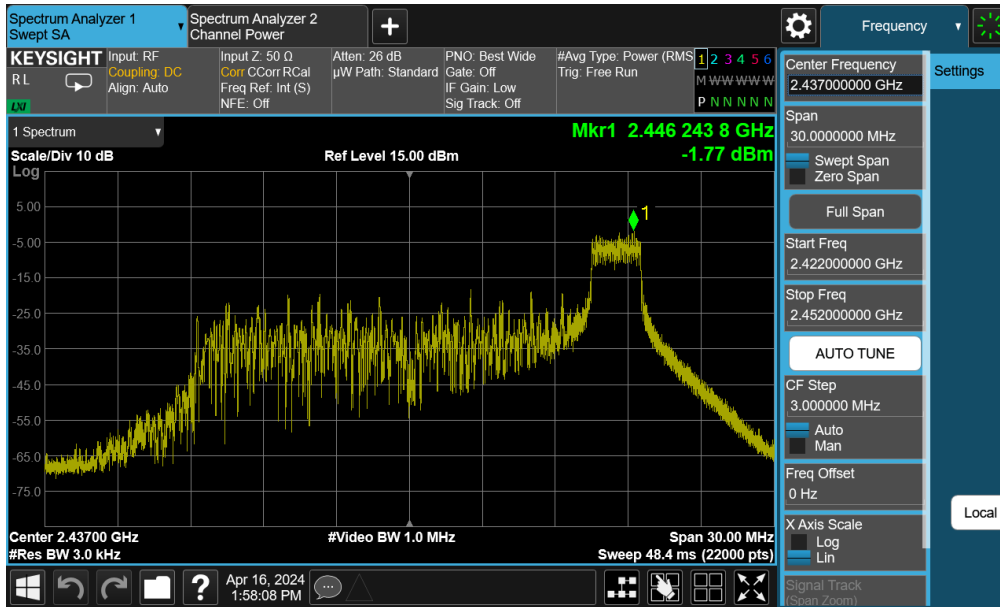 Spectrum Analyzer 1
Swept SA
Spectrum Analyzer 2
Channel Power
Frequency
KEYSIGHT
R L
LXI
Input: RF
Coupling: DC
Align: Auto
Input Z: 50 Ω
Corr CCorr RCal
Freq Ref: Int (S)
NFE: Off
Atten: 26 dB
µW Path: Standard
PNO: Best Wide
Gate: Off
IF Gain: Low
Sig Track: Off
#Avg Type: Power (RMS
Trig: Free Run
1 2 3 4 5 6
M W W W W W
P N N N N N
1 Spectrum
Scale/Div 10 dB
Ref Level 15.00 dBm
Mkr1 2.446 243 8 GHz
-1.77 dBm
Log
1
5.00
-5.00
-15.0
-25.0
-35.0
-45.0
-55.0
-65.0
-75.0
Center 2.43700 GHz
#Res BW 3.0 kHz
#Video BW 1.0 MHz
Span 30.00 MHz
Sweep 48.4 ms (22000 pts)
Center Frequency
2.437000000 GHz
Span
30.0000000 MHz
Swept Span
Zero Span
Full Span
Start Freq
2.422000000 GHz
Stop Freq
2.452000000 GHz
AUTO TUNE
CF Step
3.000000 MHz
Auto
Man
Freq Offset
0 Hz
X Axis Scale
Log
Lin
Signal Track
(Span Zoom)
Settings
Local
?
Apr 16, 2024
1:58:08 PM